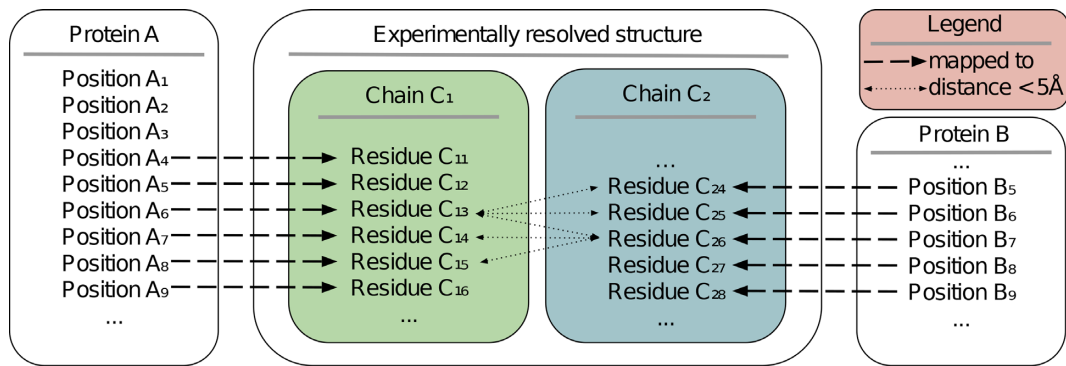 Protein A
Position A₁
Position A₂
Position A₃
Position A₄
Position A₅
Position A₆
Position A₇
Position A₈
Position A₉
...
Experimentally resolved structure
Chain C₁
Residue C₁₁
Residue C₁₂
Residue C₁₃
Residue C₁₄
Residue C₁₅
Residue C₁₆
...
Chain C₂
...
Residue C₂₄
Residue C₂₅
Residue C₂₆
Residue C₂₇
Residue C₂₈
...
Legend
mapped to
distance <5Å
Protein B
...
Position B₅
Position B₆
Position B₇
Position B₈
Position B₉
...